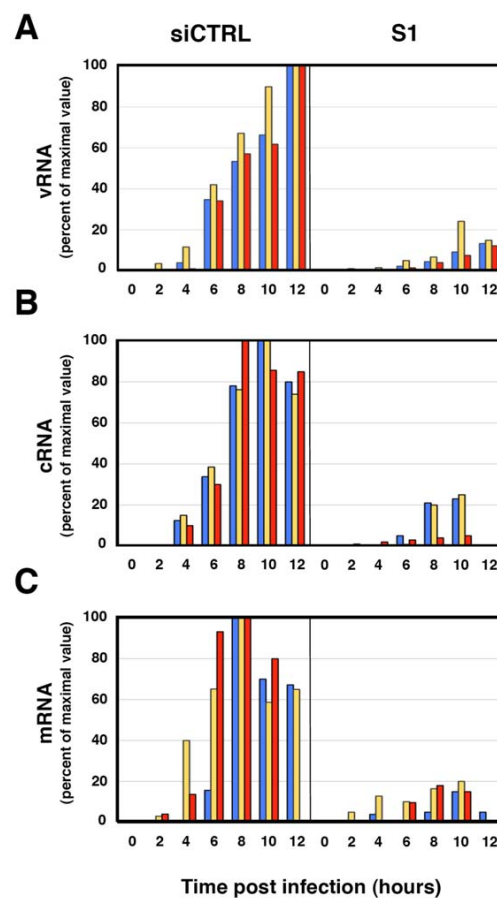 siCTRL S1
A
vRNA
(percent of maximal value)
100
80
60
40
20
0
0 2 4 6 8 10 12 0 2 4 6 8 10 12
B
cRNA
(percent of maximal value)
100
80
60
40
20
0
0 2 4 6 8 10 12 0 2 4 6 8 10 12
C
mRNA
(percent of maximal value)
100
80
60
40
20
0
0 2 4 6 8 10 12 0 2 4 6 8 10 12
Time post infection (hours)